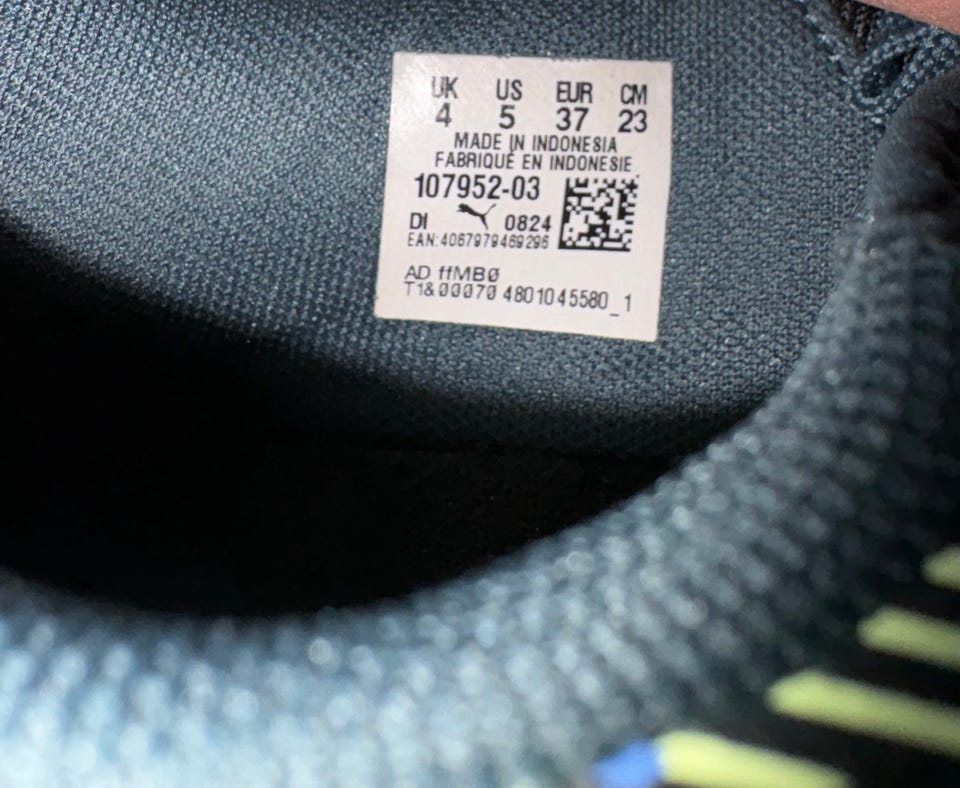 UK US EUR CM
4 5 37 23
MADE IN INDONESIA
FABRIQUÉ EN INDONESIE
107952-03
DI 0824
EAN:4067979469296
AD ffMBØ
T1&00070 4801045580_1